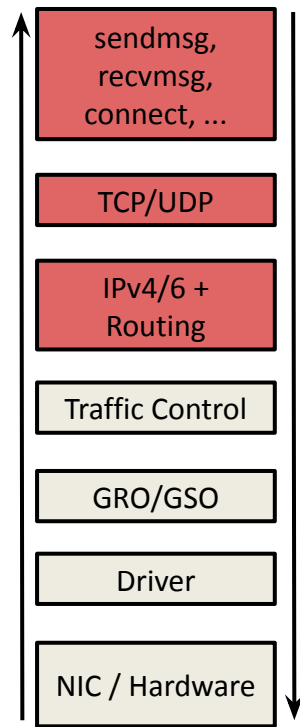 sendmsg,
recvmsg,
connect, ...
TCP/UDP
IPv4/6 +
Routing
Traffic Control
GRO/GSO
Driver
NIC / Hardware